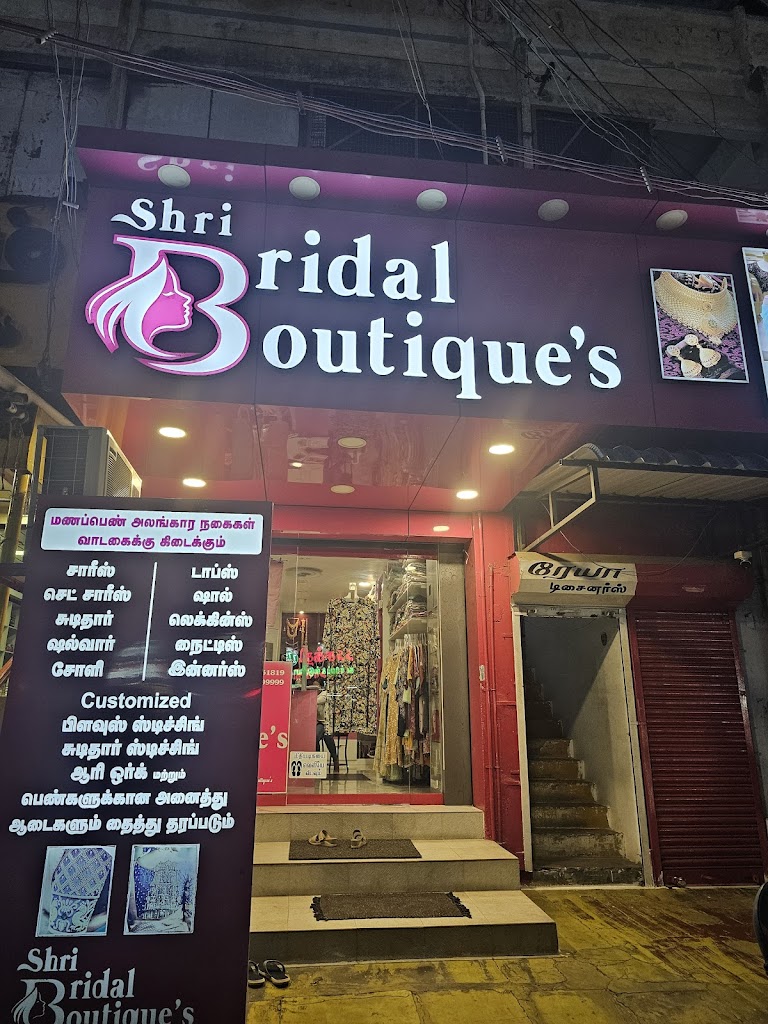 Shri
Bridal
Boutique's
மணப்பெண் அலங்கார நகைகள்
வாடகைக்கு கிடைக்கும்
சாரீஸ்
செட் சாரீஸ்
சுடிதார்
ஷல்வார்
சோளி
டாப்ஸ்
ஷால்
லெக்கின்ஸ்
நைட்டிஸ்
இன்னர்ஸ்
Customized
பிளவுஸ் ஸ்டிச்சிங்
சுடிதார் ஸ்டிச்சிங்
ஆரி ஒர்க் மற்றும்
பெண்களுக்கான அனைத்து
ஆடைகளும் தைத்து தரப்படும்
Shri
Bridal
Boutique's
ரேயா
டிசைனர்ஸ்